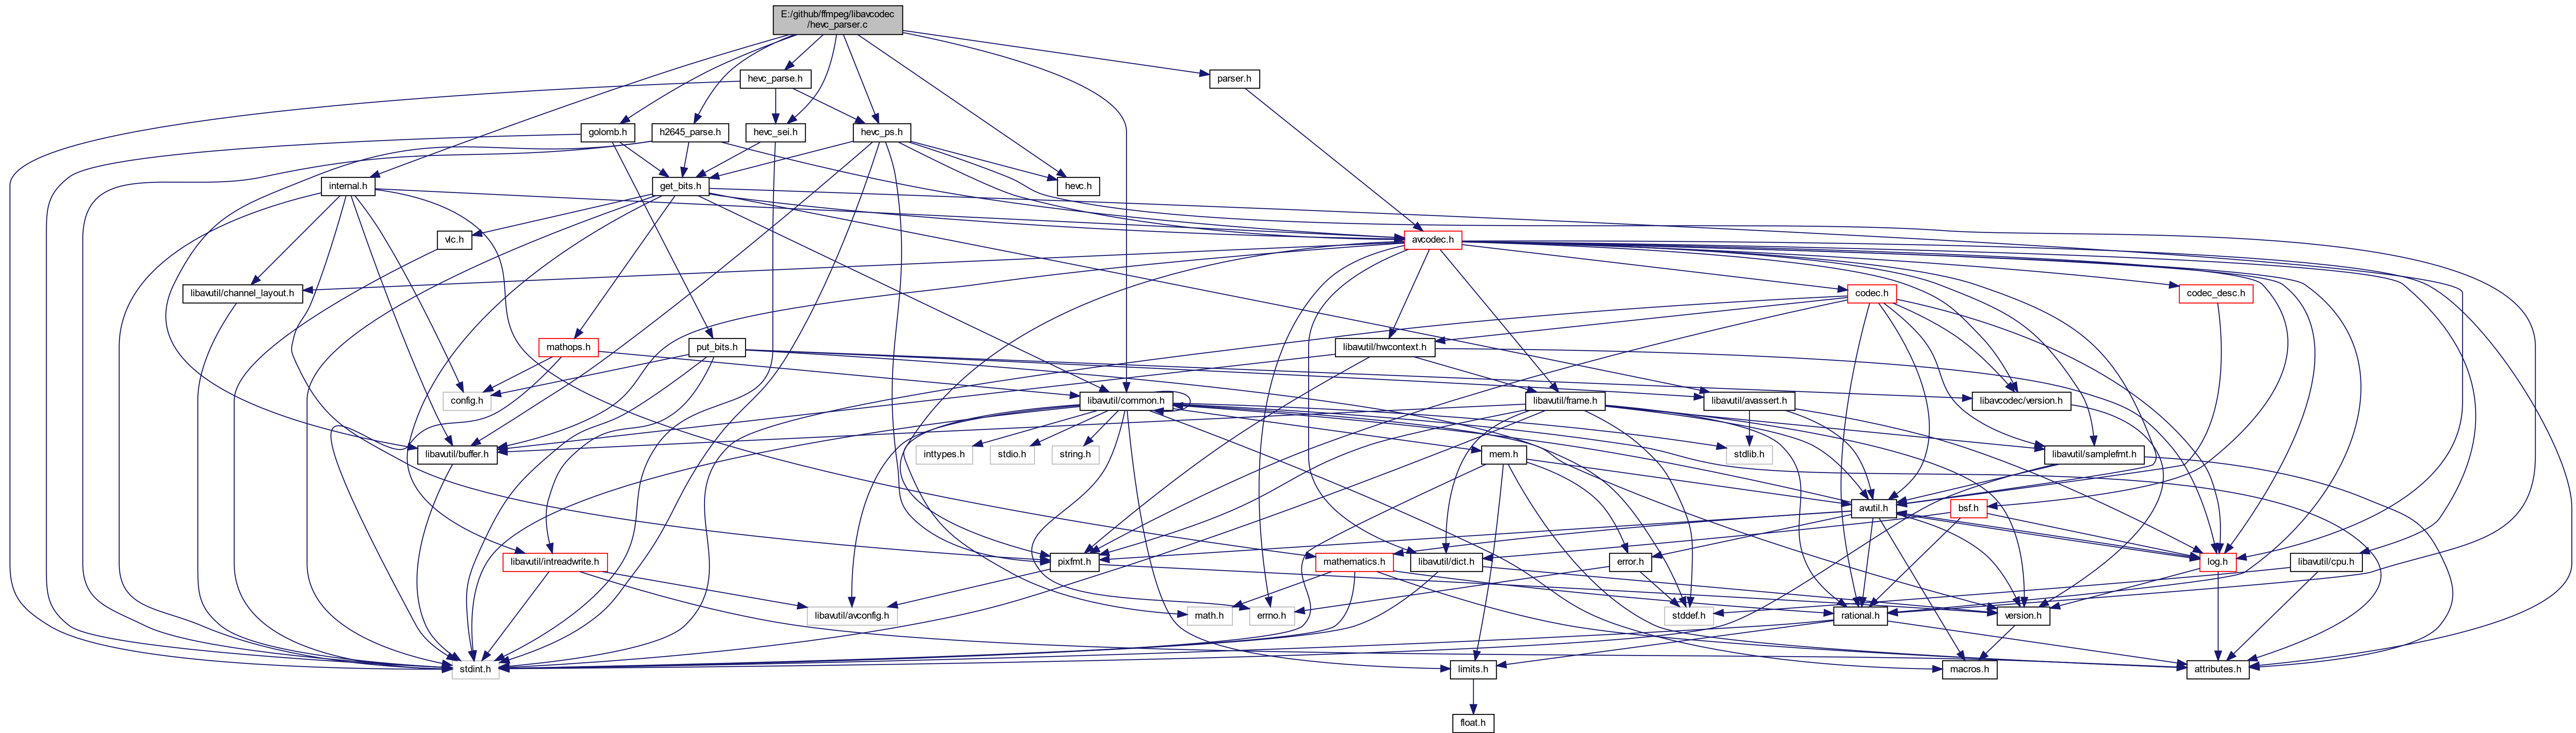 E:/github/ffmpeg/libavcodec
/hevc_parser.c
hevc_parse.h
parser.h
golomb.h
h2645_parse.h
hevc_sei.h
hevc_ps.h
internal.h
get_bits.h
hevc.h
vlc.h
avcodec.h
libavutil/channel_layout.h
codec.h
codec_desc.h
mathops.h
put_bits.h
libavutil/hwcontext.h
config.h
libavutil/common.h
libavutil/frame.h
libavutil/avassert.h
libavcodec/version.h
libavutil/buffer.h
inttypes.h
stdio.h
string.h
mem.h
stdlib.h
libavutil/samplefmt.h
avutil.h
bsf.h
libavutil/intreadwrite.h
pixfmt.h
mathematics.h
libavutil/dict.h
error.h
log.h
libavutil/cpu.h
libavutil/avconfig.h
math.h
errno.h
stddef.h
rational.h
version.h
stdint.h
limits.h
macros.h
attributes.h
float.h